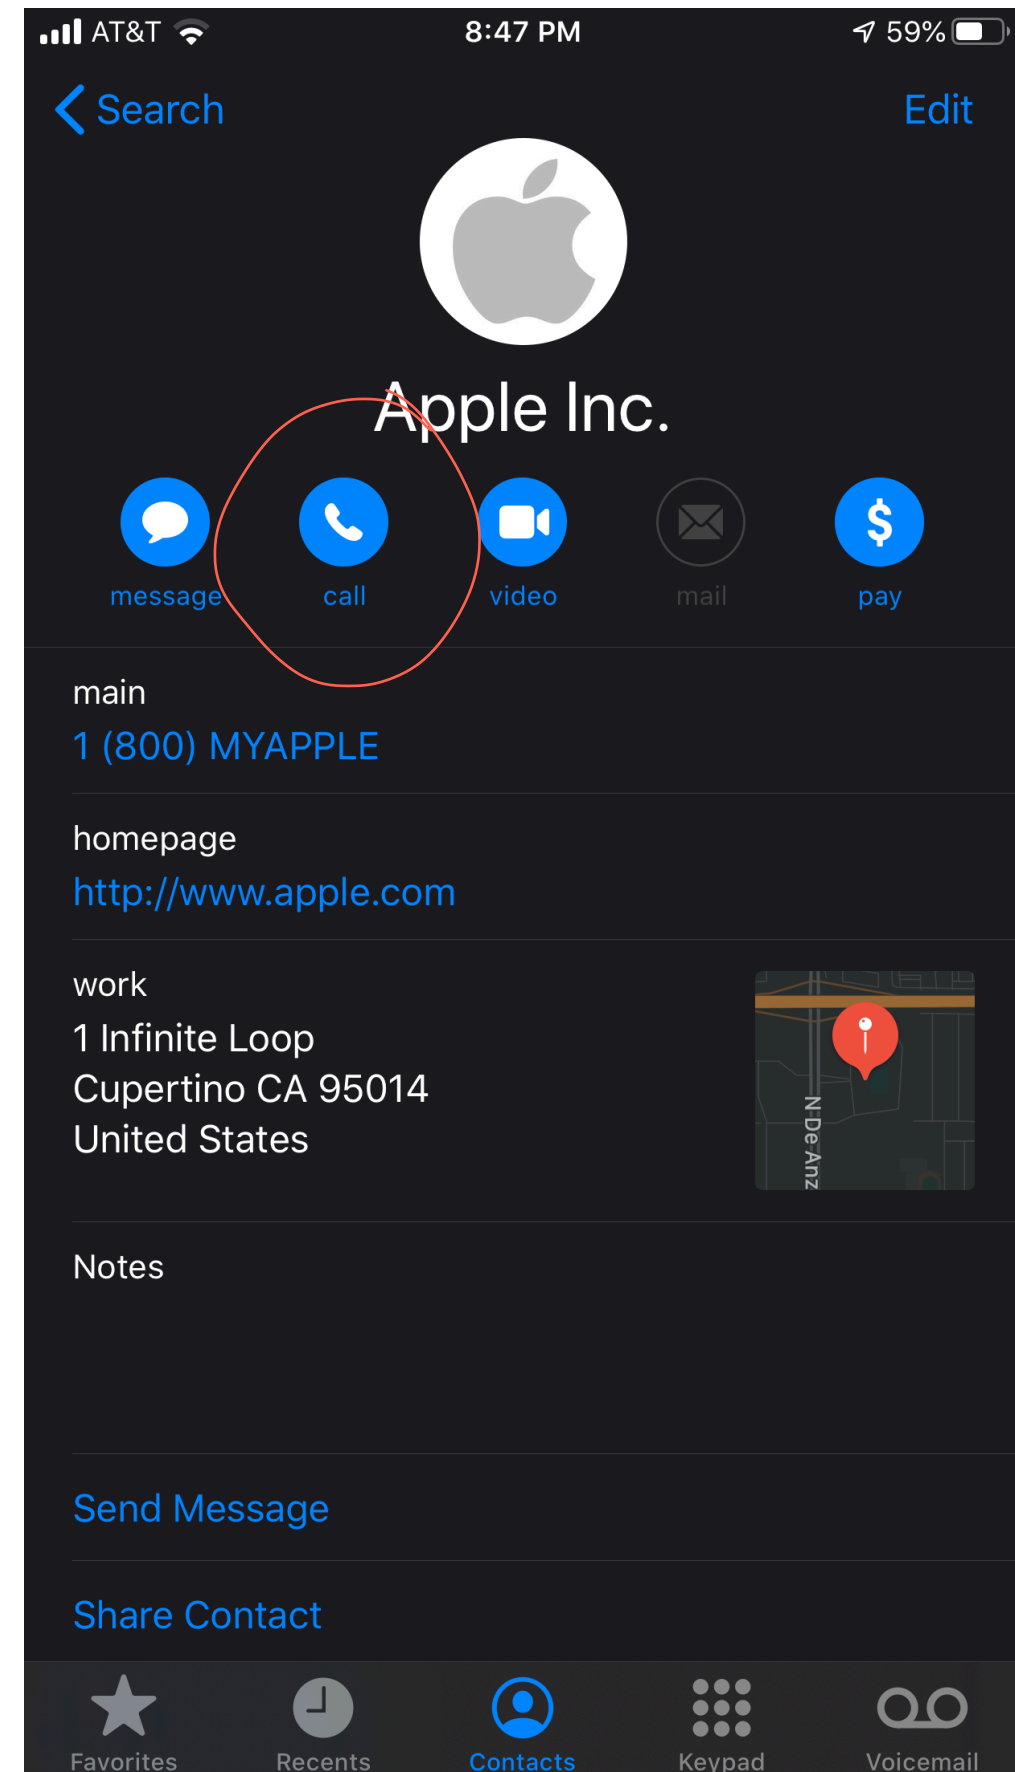 AT&T 8:47 PM 59%
Search Edit
Apple Inc.
message call video mail pay
main
1 (800) MYAPPLE
homepage
http://www.apple.com
work
1 Infinite Loop
Cupertino CA 95014
United States
N De Anz
Notes
Send Message
Share Contact
Favorites Recents Contacts Keypad Voicemail